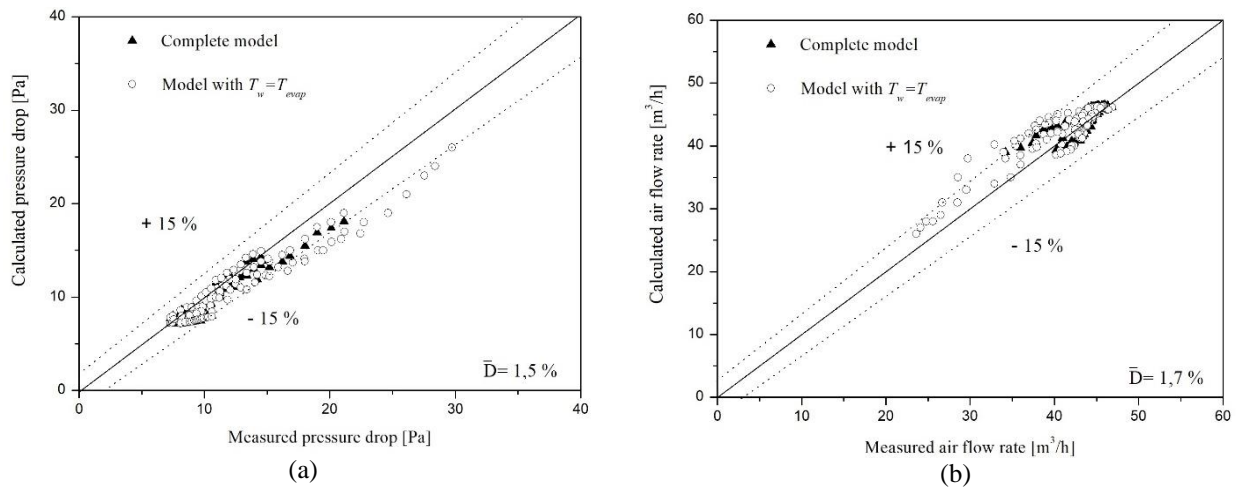 Calculated pressure drop [Pa]
40
30
20
10
0
▲ Complete model
○ Model with T_w=T_evap
+ 15 %
- 15 %
D̅= 1,5 %
0 10 20 30 40
Measured pressure drop [Pa]
(a)
Calculated air flow rate [m³/h]
60
50
40
30
20
10
0
▲ Complete model
○ Model with T_w=T_evap
+ 15 %
- 15 %
D̅= 1,7 %
0 10 20 30 40 50 60
Measured air flow rate [m³/h]
(b)